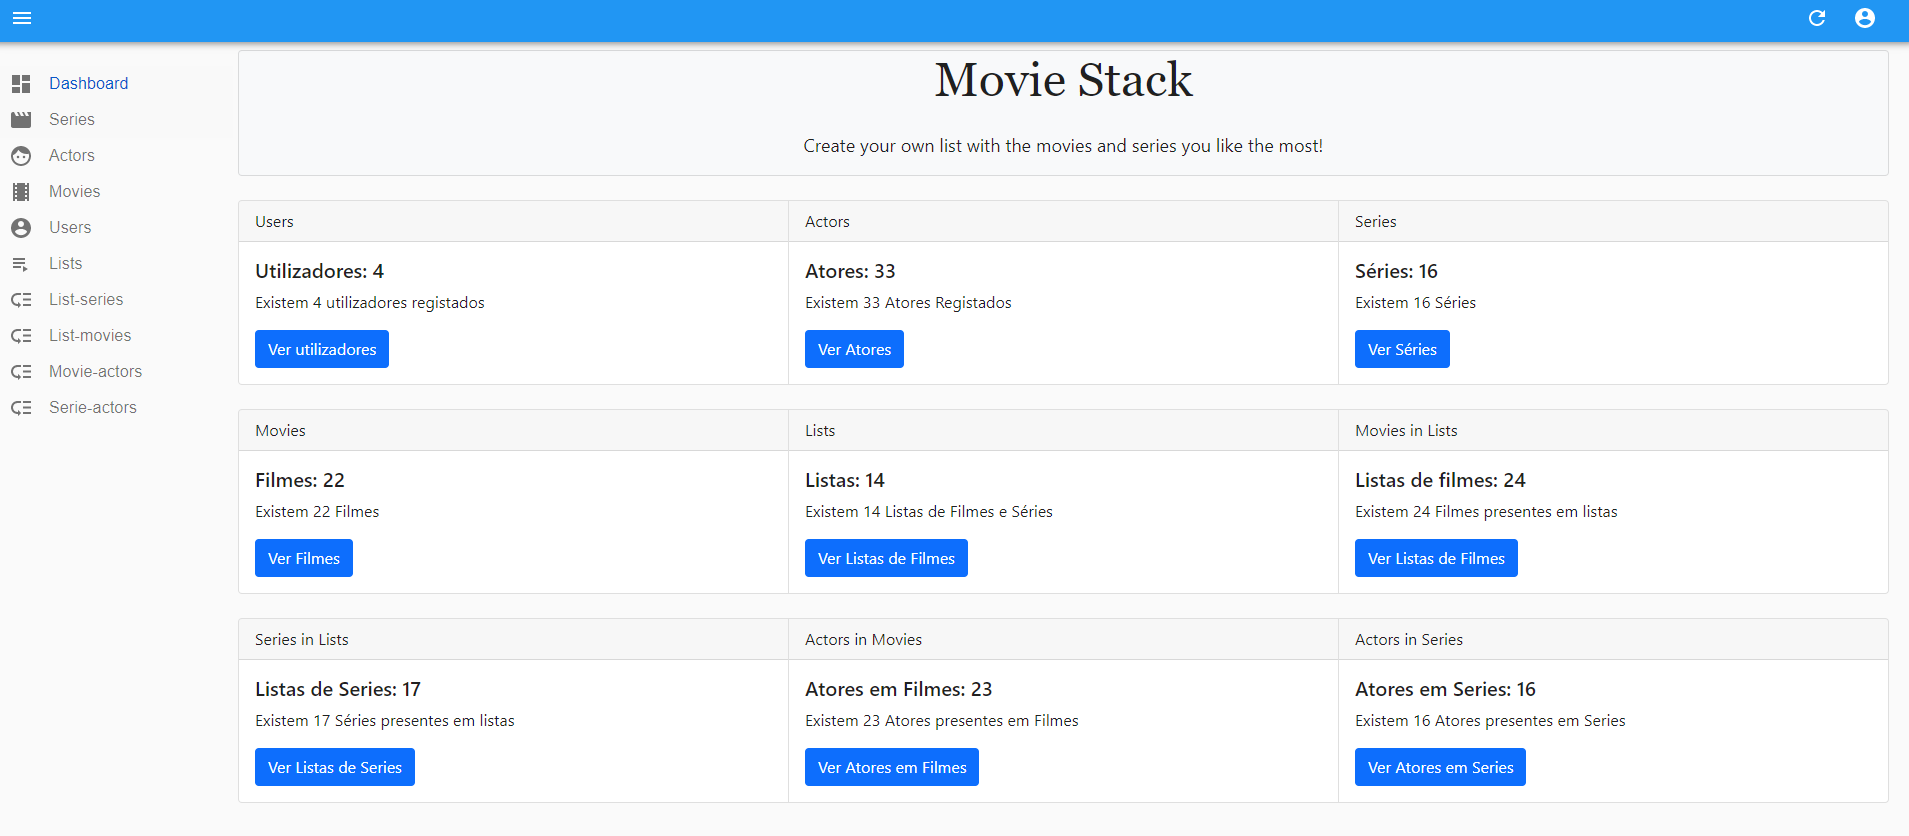 Movie Stack
Create your own list with the movies and series you like the most!
Dashboard
Series
Actors
Movies
Users
Lists
List-series
List-movies
Movie-actors
Serie-actors
Users
Utilizadores: 4
Existem 4 utilizadores registados
Ver utilizadores
Actors
Atores: 33
Existem 33 Atores Registados
Ver Atores
Series
Séries: 16
Existem 16 Séries
Ver Séries
Movies
Filmes: 22
Existem 22 Filmes
Ver Filmes
Lists
Listas: 14
Existem 14 Listas de Filmes e Séries
Ver Listas de Filmes
Movies in Lists
Listas de filmes: 24
Existem 24 Filmes presentes em listas
Ver Listas de Filmes
Series in Lists
Listas de Series: 17
Existem 17 Séries presentes em listas
Ver Listas de Series
Actors in Movies
Atores em Filmes: 23
Existem 23 Atores presentes em Filmes
Ver Atores em Filmes
Actors in Series
Atores em Series: 16
Existem 16 Atores presentes em Series
Ver Atores em Series